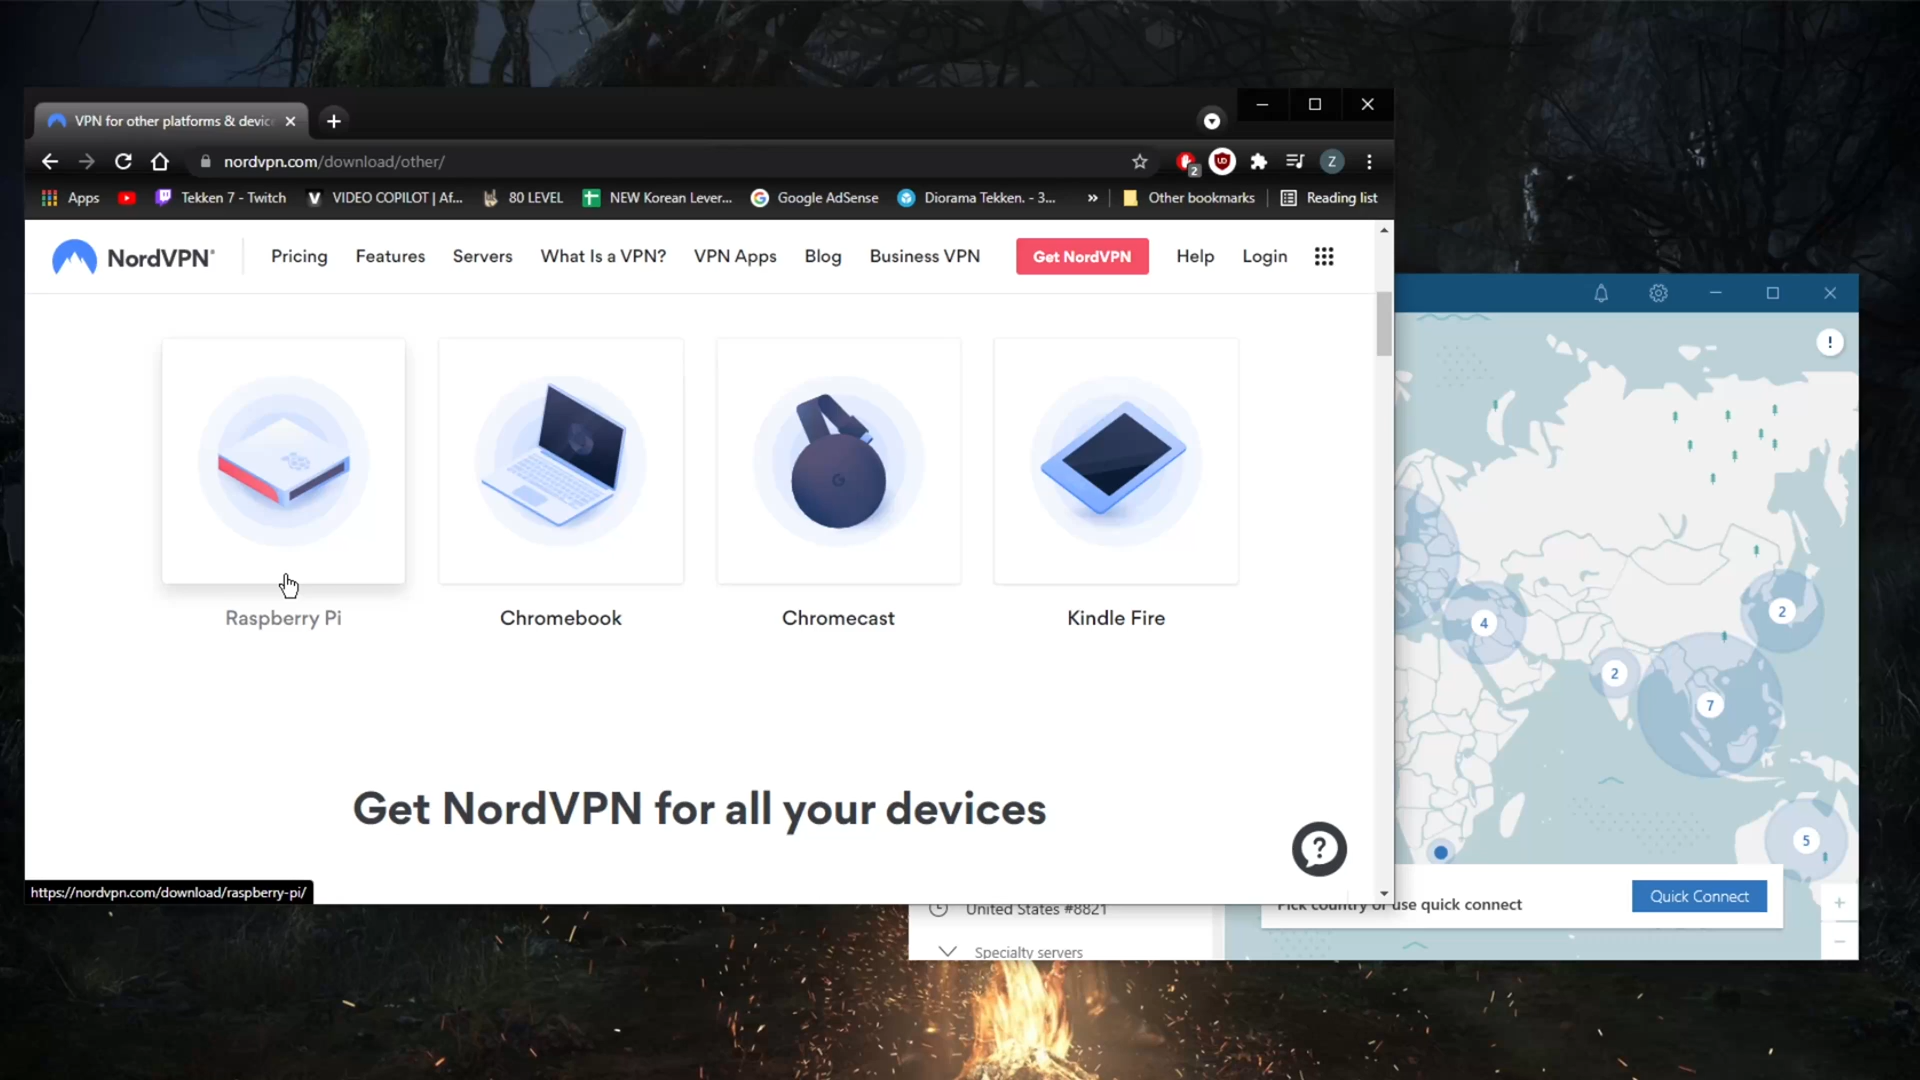 VPN for other platforms & devic
nordvpn.com/download/other/
2
Z
Apps
Tekken 7 - Twitch
VIDEO COPILOT | Af...
80 LEVEL
NEW Korean Lever...
Google AdSense
Diorama Tekken. - 3...
»
Other bookmarks
Reading list
NordVPN®
Pricing
Features
Servers
What Is a VPN?
VPN Apps
Blog
Business VPN
Get NordVPN
Help
Login
Raspberry Pi
Chromebook
Chromecast
Kindle Fire
Get NordVPN for all your devices
?
https://nordvpn.com/download/raspberry-pi/
!
4
2
2
7
5
United States #8821
Specialty servers
Pick country or use quick connect
Quick Connect